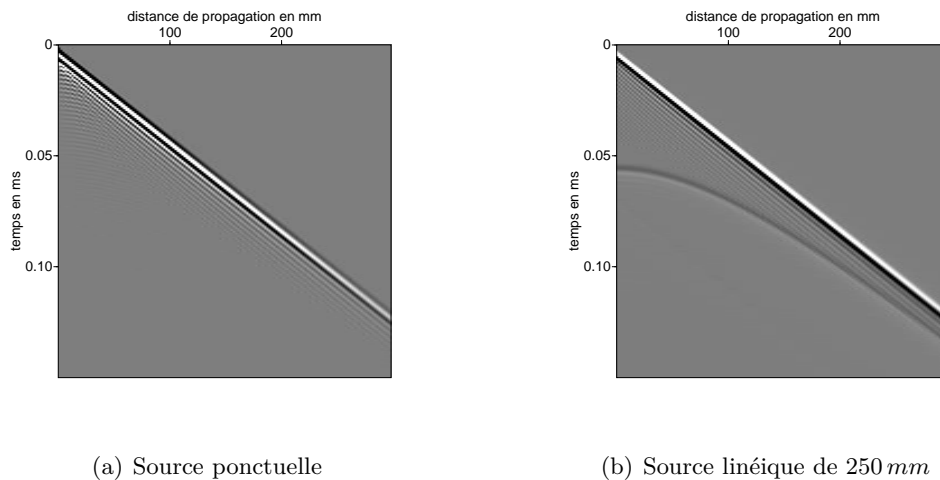 distance de propagation en mm
100 200
0
0.05
0.10
temps en ms
(a) Source ponctuelle
distance de propagation en mm
100 200
0
0.05
0.10
temps en ms
(b) Source linéique de 250 mm